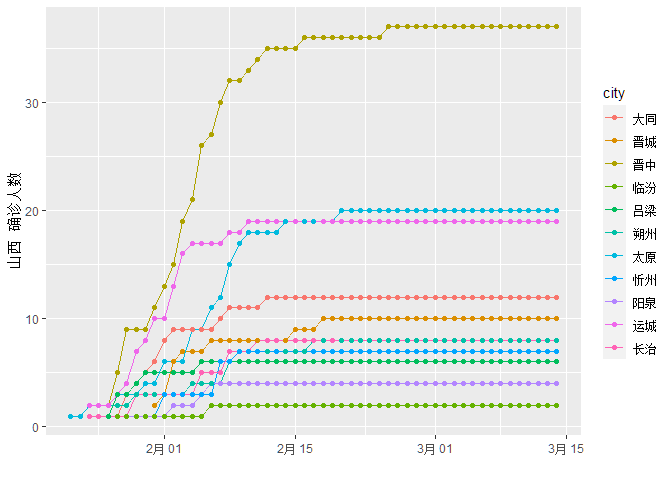 山西 确诊人数
30
20
10
0
2月 01
2月 15
3月 01
3月 15
city
大同
晋城
晋中
临汾
吕梁
朔州
太原
忻州
阳泉
运城
长治